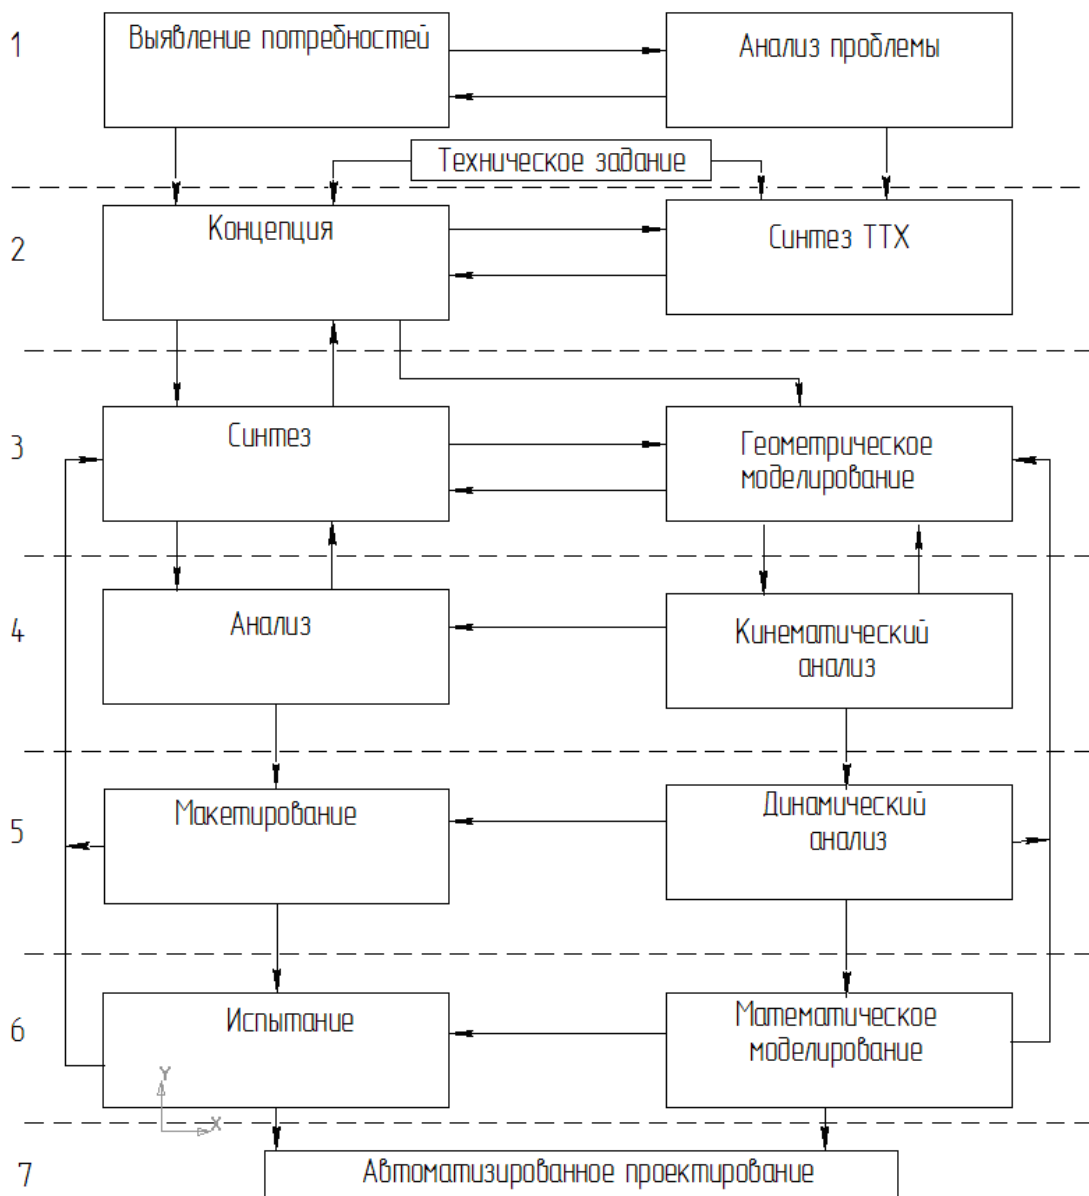 1
Выявление потребностей
Анализ проблемы
Техническое задание
2
Концепция
Синтез ТТХ
3
Синтез
Геометрическое
моделирование
4
Анализ
Кинематический
анализ
5
Макетирование
Динамический
анализ
6
Испытание
Математическое
моделирование
Y
X
7
Автоматизированное проектирование